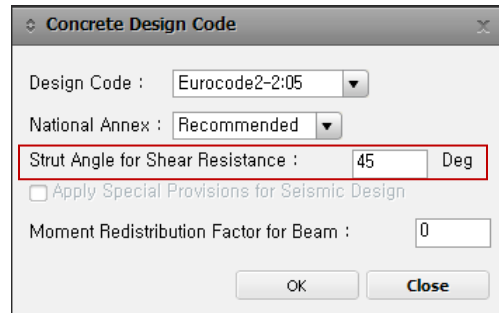 Concrete Design Code
Design Code : Eurocode2-2:05
National Annex : Recommended
Strut Angle for Shear Resistance : 45 Deg
Apply Special Provisions for Seismic Design
Moment Redistribution Factor for Beam : 0
OK Close